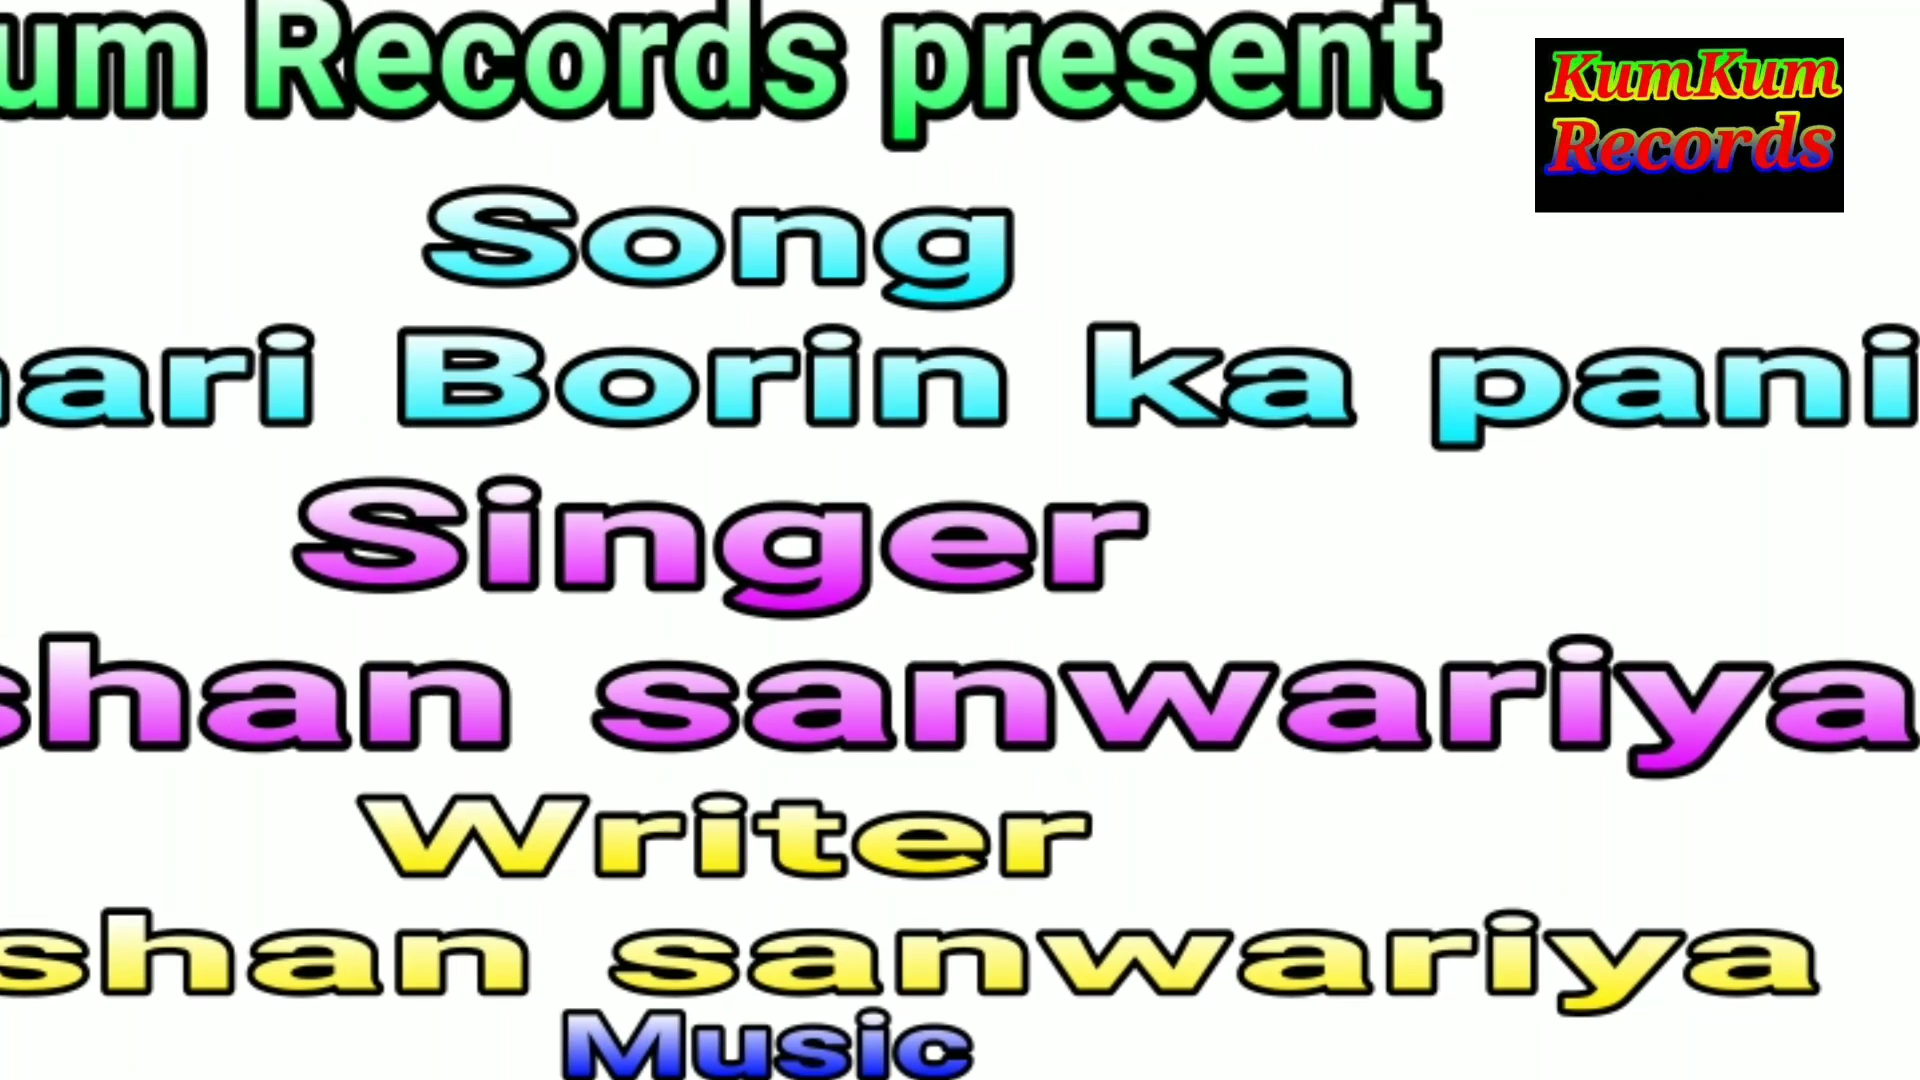 um Records present
KumKum
Records
Song
ari Borin ka pani
Singer
shan sanwariya
Writer
shan sanwariya
Music